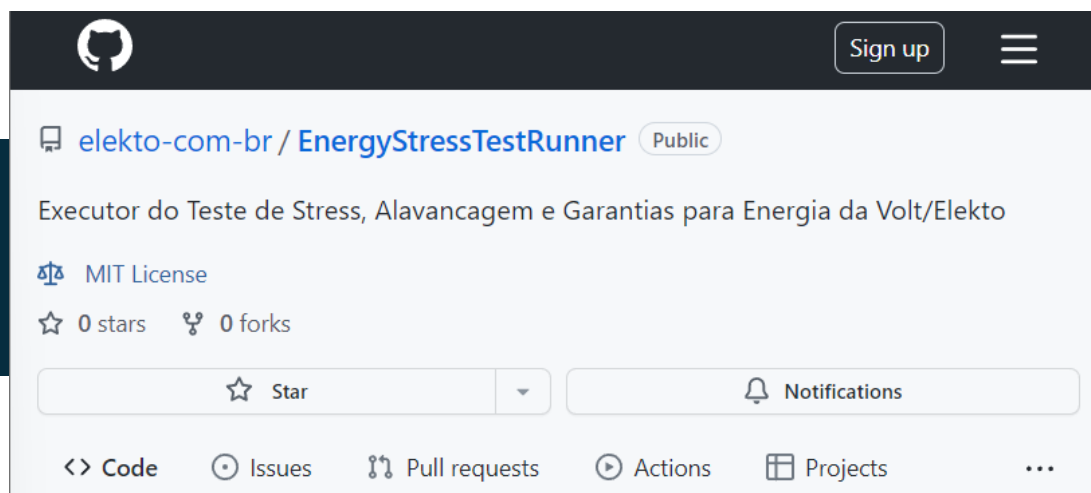 Sign up
elekto-com-br / EnergyStressTestRunner Public
Executor do Teste de Stress, Alavancagem e Garantias para Energia da Volt/Elekto
MIT License
0 stars 0 forks
Star Notifications
Code Issues Pull requests Actions Projects ...